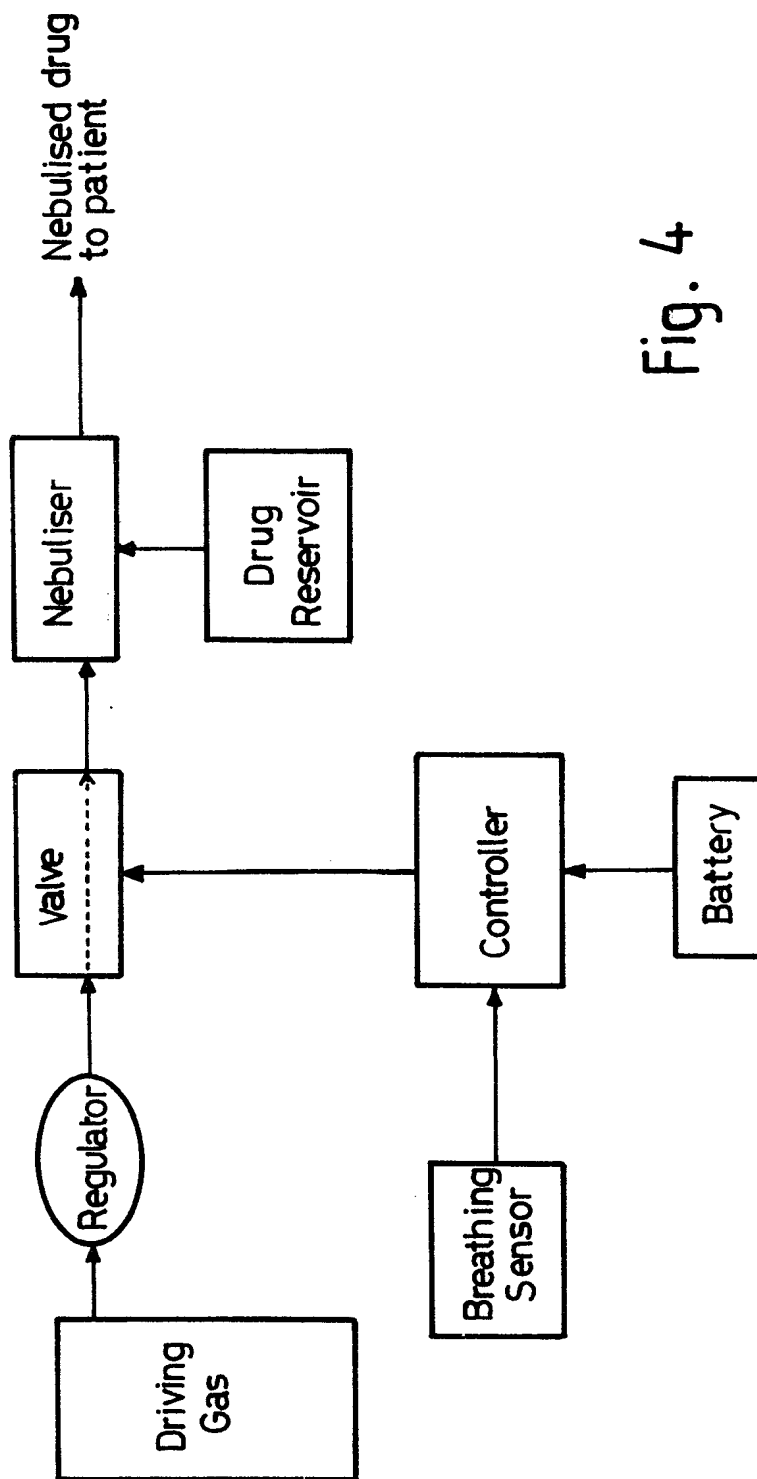 Driving
Gas
Regulator
Valve
Nebuliser
Nebulised drug
to patient
Drug
Reservoir
Breathing
Sensor
Controller
Battery
Fig. 4